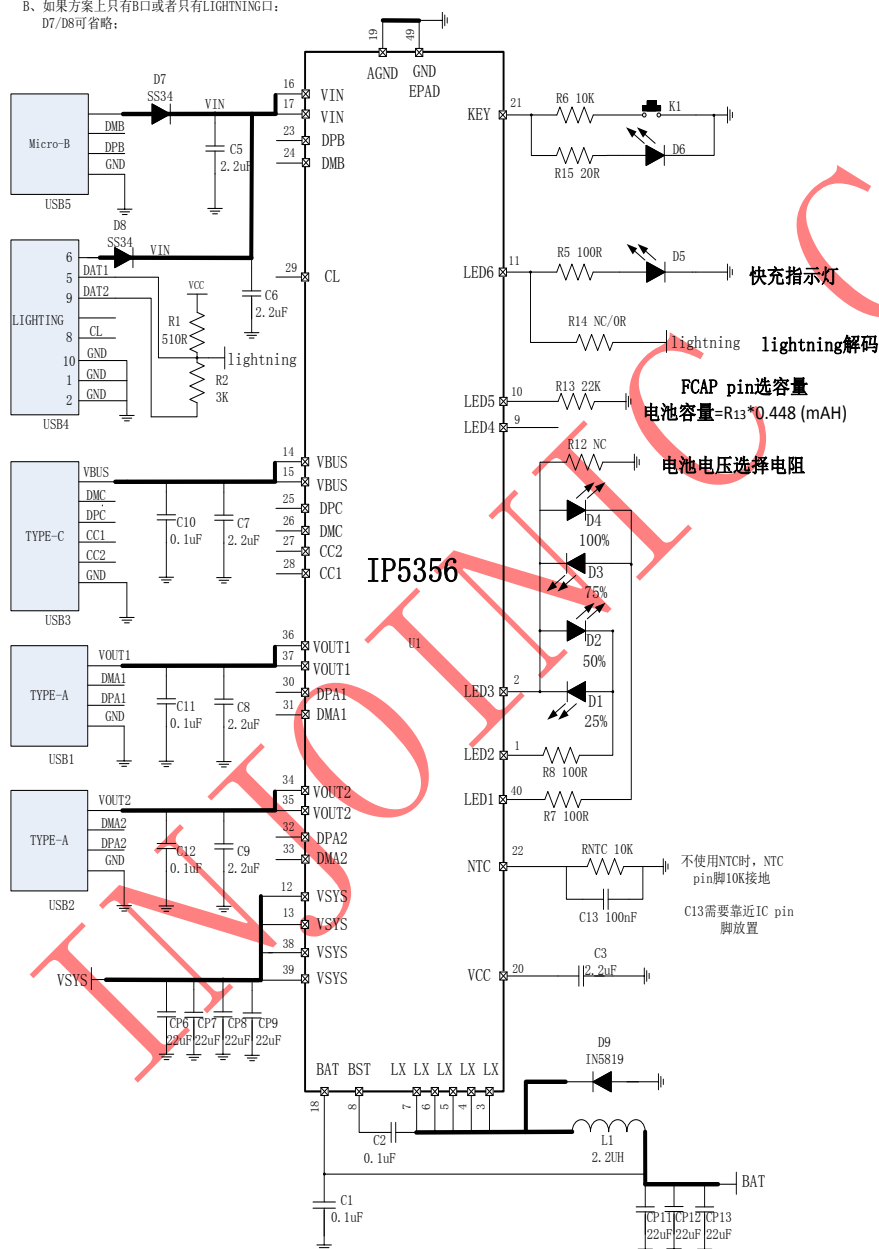 B、如果方案上只有B口或者只有LIGHTNING口:
D7/D8可省略;
19
49
AGND
GND
EPAD
D7
SS34
VIN
Micro-B
DMB
DPB
GND
USB5
C5
2.2uF
16
VIN
17
VIN
23
DPB
24
DMB
D8
SS34
VIN
LIGHTING
6
5
DAT1
9
DAT2
8
CL
10
GND
1
GND
2
GND
USB4
VCC
R1
510R
R2
3K
lightning
C6
2.2uF
29
CL
KEY
21
R6 10K
K1
R15 20R
D6
LED6
11
R5 100R
D5
快充指示灯
R14 NC/0R
lightning
lightning解码
LED5
10
R13 22K
FCAP pin选容量
电池容量=R13*0.448 (mAH)
LED4
9
R12 NC
电池电压选择电阻
D4
100%
D3
75%
D2
50%
D1
25%
LED3
2
LED2
1
R8 100R
LED1
40
R7 100R
TYPE-C
VBUS
DMC
DPC
CC1
CC2
GND
USB3
C10
0.1uF
C7
2.2uF
14
VBUS
15
VBUS
25
DPC
26
DMC
27
CC2
28
CC1
IP5356
U1
TYPE-A
VOUT1
DMA1
DPA1
GND
USB1
C11
0.1uF
C8
2.2uF
36
VOUT1
37
VOUT1
30
DPA1
31
DMA1
TYPE-A
VOUT2
DMA2
DPA2
GND
USB2
C12
0.1uF
C9
2.2uF
34
VOUT2
35
VOUT2
32
DPA2
33
DMA2
12
VSYS
13
VSYS
38
VSYS
39
VSYS
VSYS
CP6
22uF
CP7
22uF
CP8
22uF
CP9
22uF
NTC
22
RNTC 10K
C13 100nF
不使用NTC时, NTC
pin脚10K接地
C13需要靠近IC pin
脚放置
VCC
20
C3
2.2uF
BAT
BST
LX
LX
LX
LX
LX
18
8
7
6
5
4
3
D9
IN5819
C2
0.1uF
L1
2.2UH
C1
0.1uF
BAT
CP11
22uF
CP12
22uF
CP13
22uF
INJOINIC C